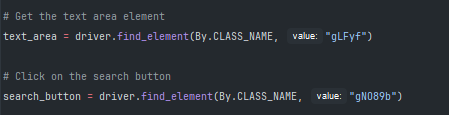 # Get the text area element
text_area = driver.find_element(By.CLASS_NAME, value: "gLFyf")
# Click on the search button
search_button = driver.find_element(By.CLASS_NAME, value: "gNO89b")